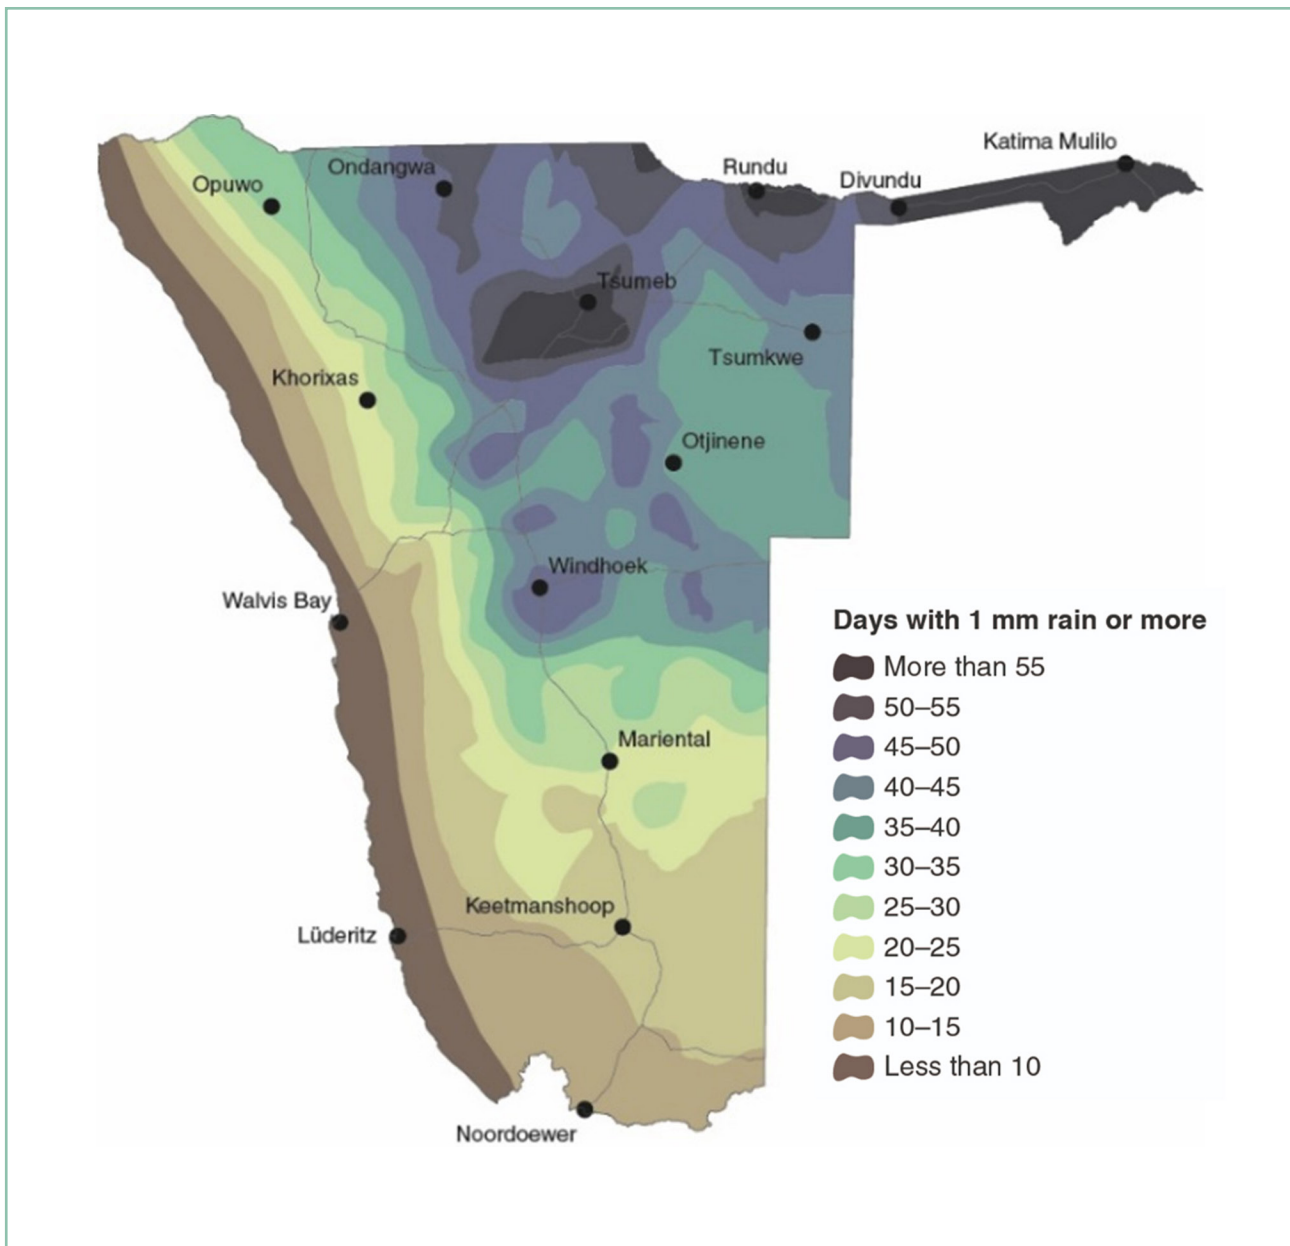 Katima Mulilo
Rundu
Ondangwa
Divundu
Opuwo
Tsumeb
Tsumkwe
Khorixas
Otjinene
Windhoek
Walvis Bay
Mariental
Keetmanshoop
Lüderitz
Noordoewer
Days with 1 mm rain or more
More than 55
50–55
45–50
40–45
35–40
30–35
25–30
20–25
15–20
10–15
Less than 10